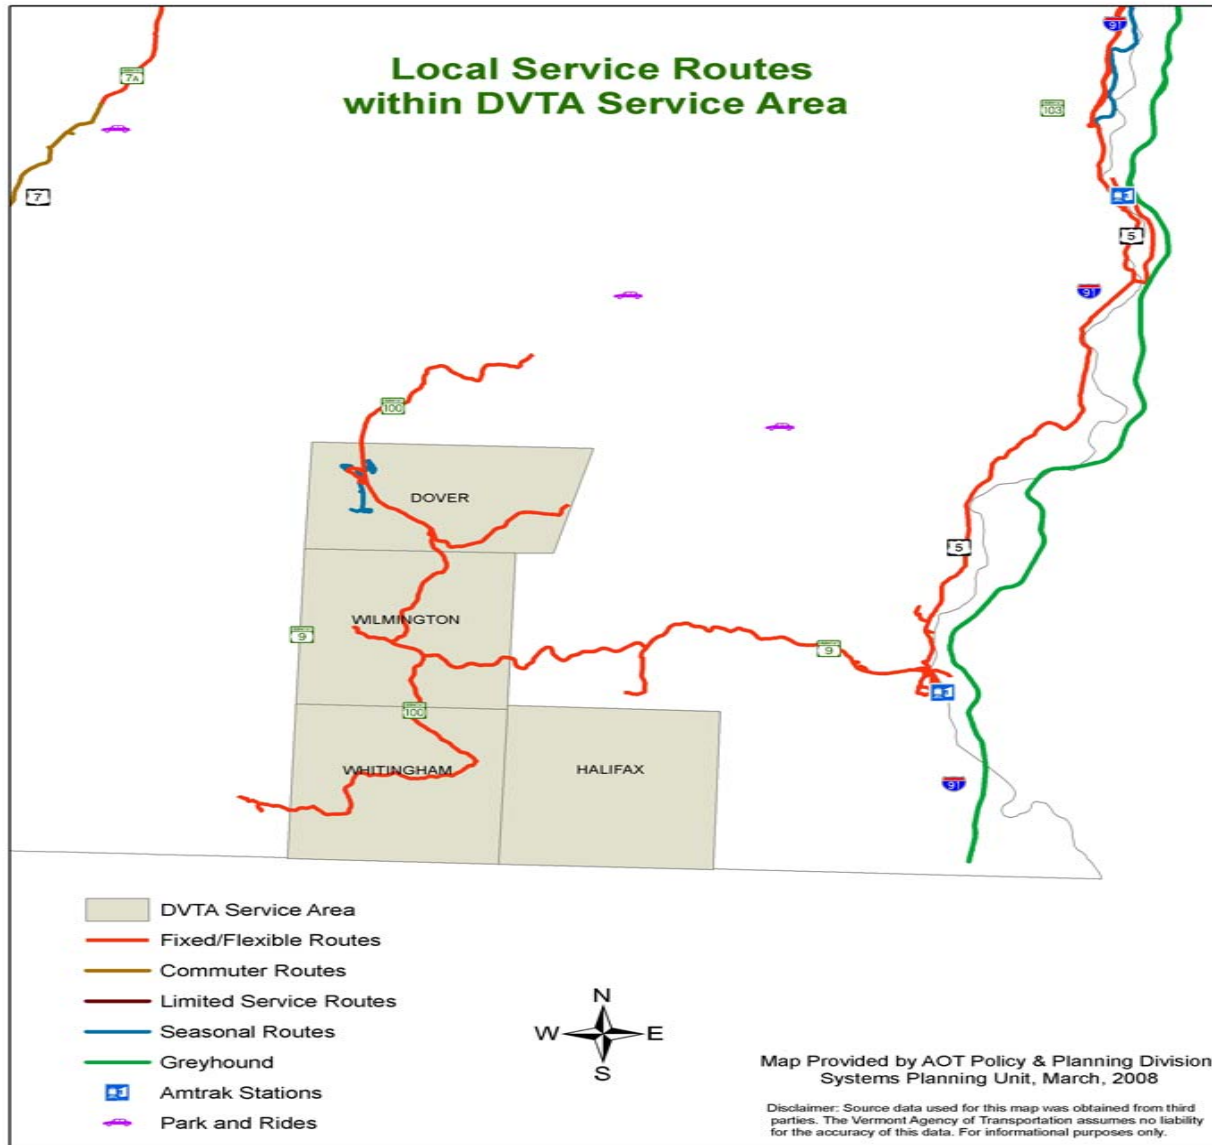 Local Service Routes
within DVTA Service Area
91
7A
103
7
5
91
100
DOVER
5
WILMINGTON
9
9
100
WHITINGHAM
HALIFAX
91
DVTA Service Area
Fixed/Flexible Routes
Commuter Routes
Limited Service Routes
Seasonal Routes
Greyhound
Amtrak Stations
Park and Rides
N
W
E
S
Map Provided by AOT Policy & Planning Division
Systems Planning Unit, March, 2008
Disclaimer: Source data used for this map was obtained from third
parties. The Vermont Agency of Transportation assumes no liability
for the accuracy of this data. For informational purposes only.